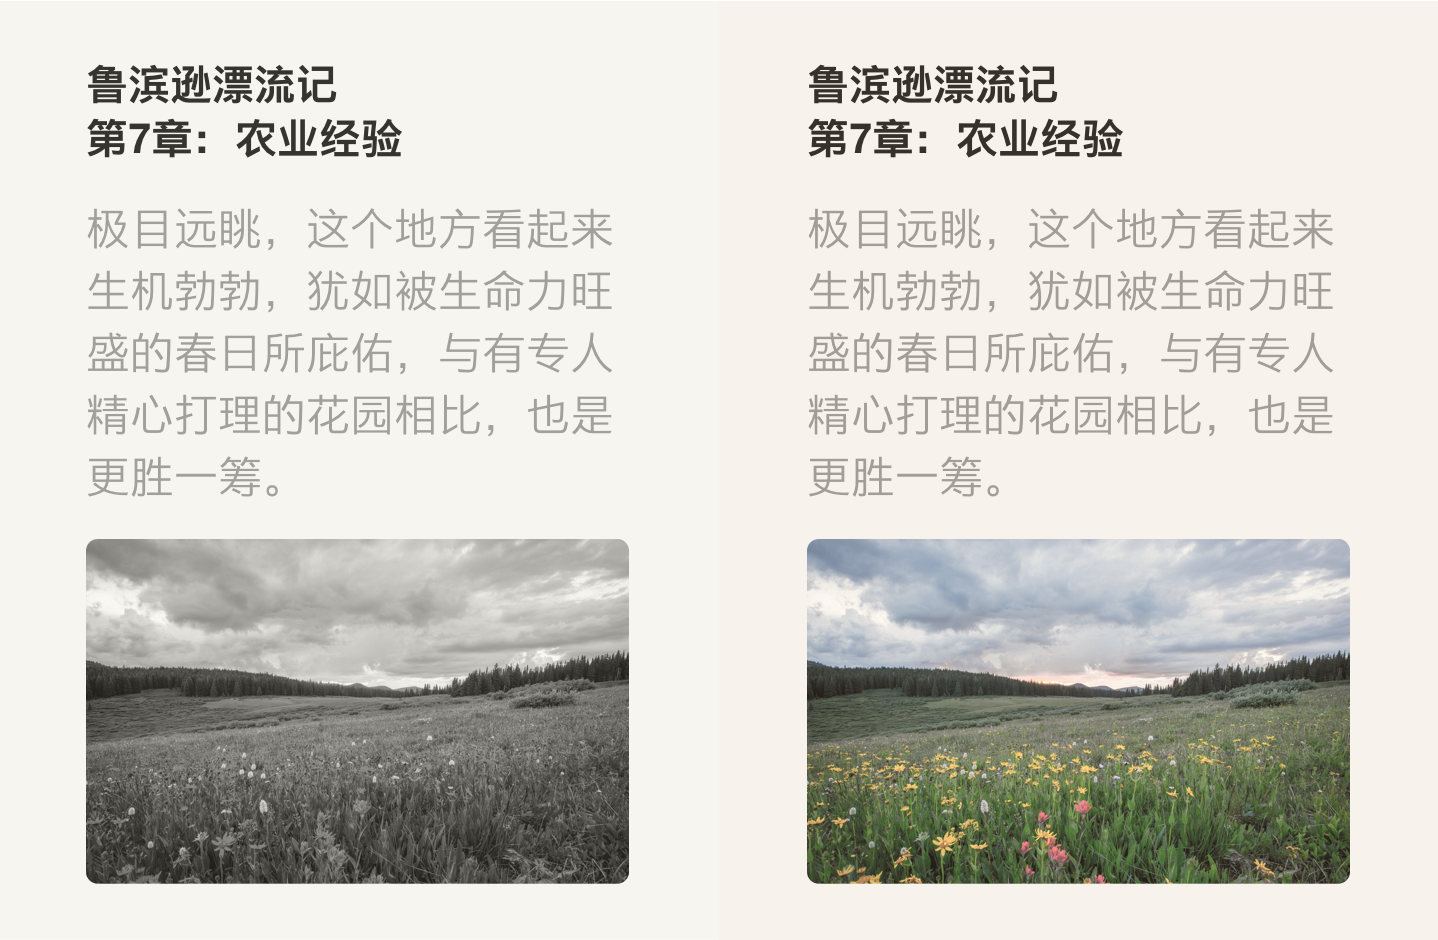 鲁滨逊漂流记
第7章：农业经验
极目远眺，这个地方看起来
生机勃勃，犹如被生命力旺
盛的春日所庇佑，与有专人
精心打理的花园相比，也是
更胜一筹。
鲁滨逊漂流记
第7章：农业经验
极目远眺，这个地方看起来
生机勃勃，犹如被生命力旺
盛的春日所庇佑，与有专人
精心打理的花园相比，也是
更胜一筹。